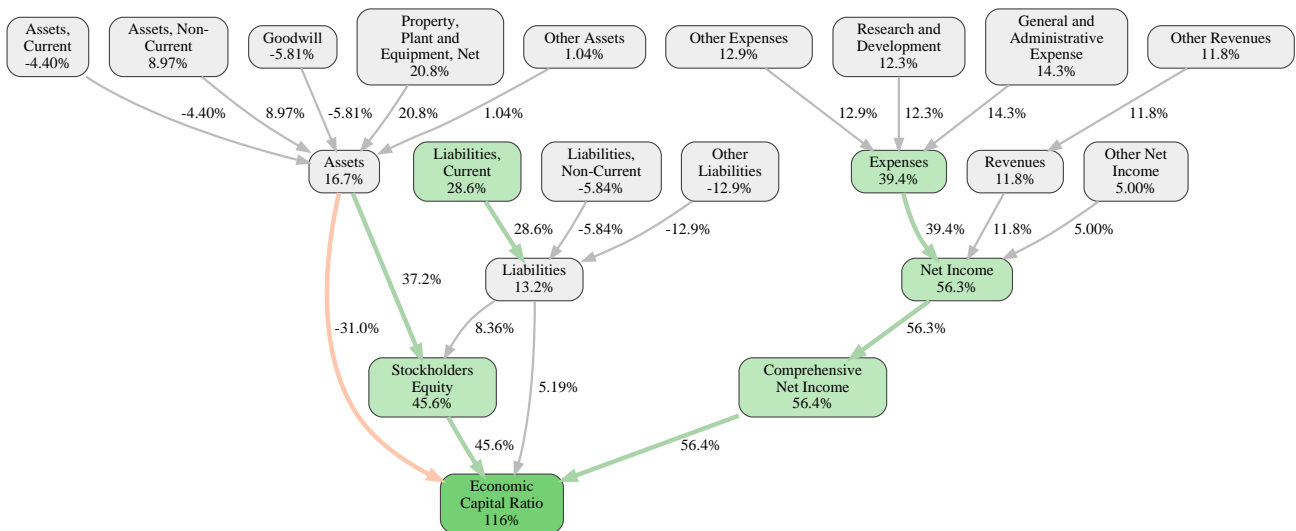 Assets,
Current
-4.40%
Assets, Non-
Current
8.97%
Goodwill
-5.81%
Property,
Plant and
Equipment, Net
20.8%
Other Assets
1.04%
Other Expenses
12.9%
Research and
Development
12.3%
General and
Administrative
Expense
14.3%
Other Revenues
11.8%
-4.40%
8.97%
-5.81%
20.8%
1.04%
12.9%
12.3%
14.3%
11.8%
Assets
16.7%
Liabilities,
Current
28.6%
Liabilities,
Non-Current
-5.84%
Other
Liabilities
-12.9%
Expenses
39.4%
Revenues
11.8%
Other Net
Income
5.00%
28.6%
-5.84%
-12.9%
39.4%
11.8%
5.00%
37.2%
Liabilities
13.2%
Net Income
56.3%
-31.0%
8.36%
56.3%
Stockholders
Equity
45.6%
5.19%
Comprehensive
Net Income
56.4%
45.6%
56.4%
Economic
Capital Ratio
116%